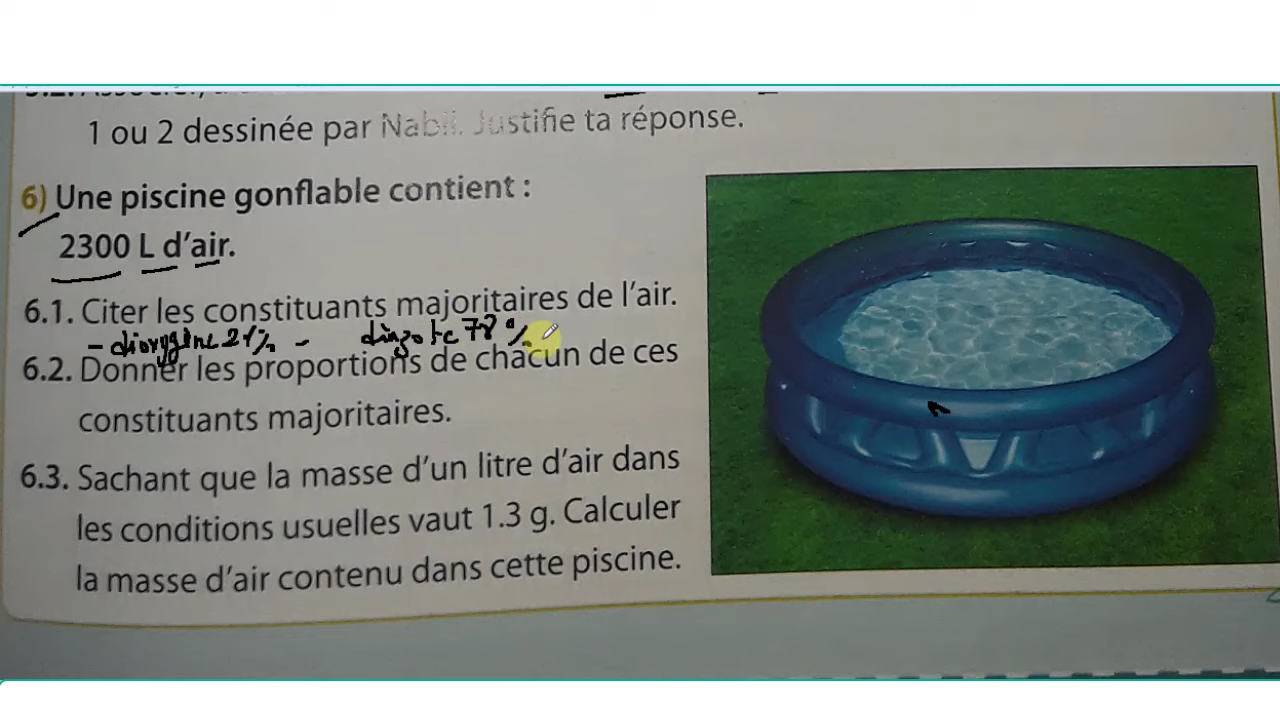 1 ou 2 dessinée par Nabil. Justifie ta réponse.
6) Une piscine gonflable contient :
2300 L d'air.
6.1. Citer les constituants majoritaires de l'air.
- dioxygène 21% - diazote 78%
6.2. Donner les proportions de chacun de ces
constituants majoritaires.
6.3. Sachant que la masse d'un litre d'air dans
les conditions usuelles vaut 1.3 g. Calculer
la masse d'air contenu dans cette piscine.